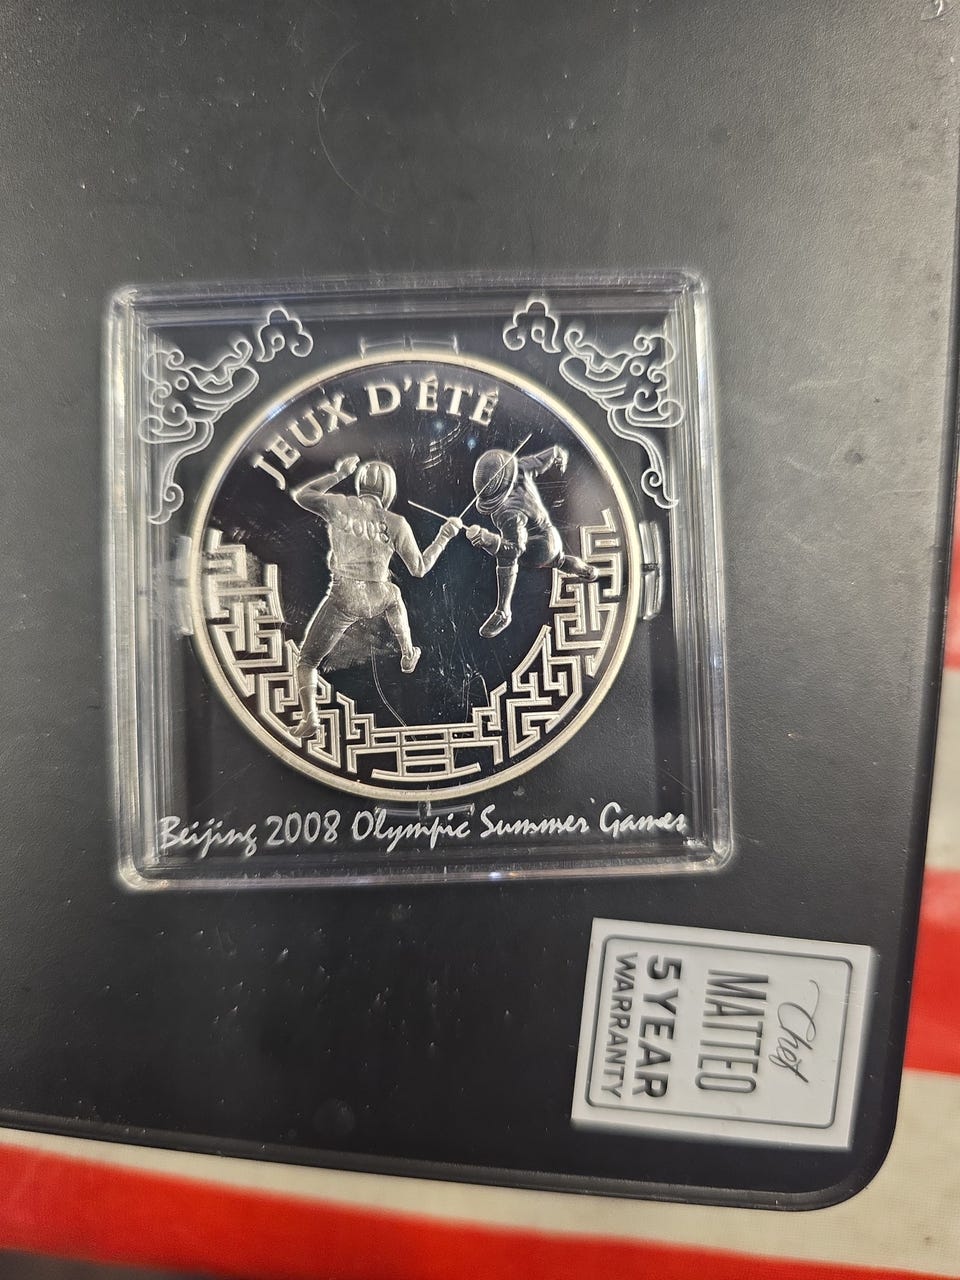 JEUX D'ÉTÉ
2008
Beijing 2008 Olympic Summer Games
Chef
MATTEO
5 YEAR
WARRANTY